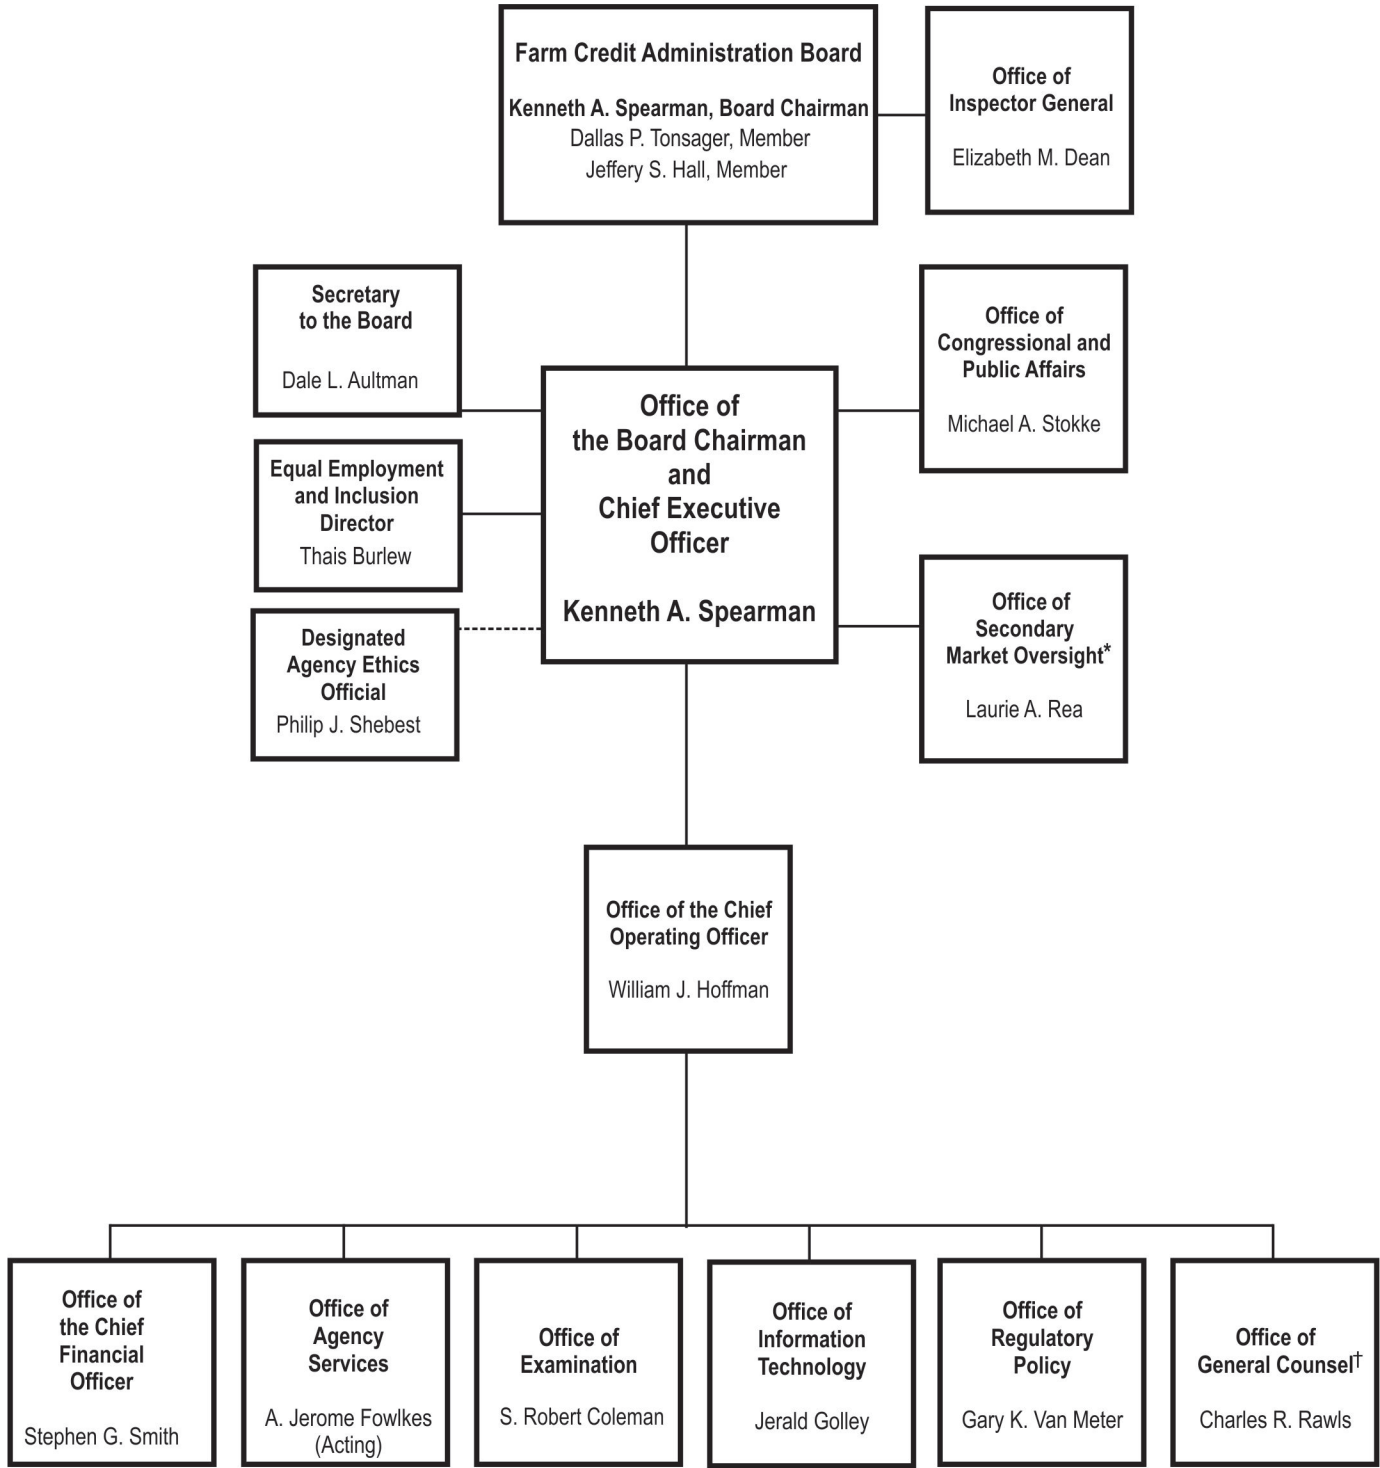 Farm Credit Administration Board
Kenneth A. Spearman, Board Chairman
Dallas P. Tonsager, Member
Jeffery S. Hall, Member
Office of
Inspector General
Elizabeth M. Dean
Secretary
to the Board
Dale L. Aultman
Equal Employment
and Inclusion
Director
Thais Burlew
Designated
Agency Ethics
Official
Philip J. Shebest
Office of
the Board Chairman
and
Chief Executive
Officer
Kenneth A. Spearman
Office of
Congressional and
Public Affairs
Michael A. Stokke
Office of
Secondary
Market Oversight*
Laurie A. Rea
Office of the Chief
Operating Officer
William J. Hoffman
Office of
the Chief
Financial
Officer
Stephen G. Smith
Office of
Agency
Services
A. Jerome Fowlkes
(Acting)
Office of
Examination
S. Robert Coleman
Office of
Information
Technology
Jerald Golley
Office of
Regulatory
Policy
Gary K. Van Meter
Office of
General Counsel†
Charles R. Rawls